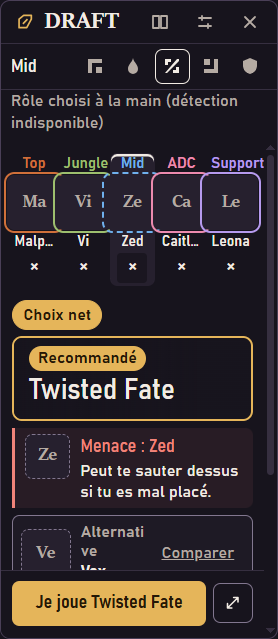 DRAFT
Mid
Rôle choisi à la main (détection
indisponible)
Top Jungle Mid ADC Support
Ma Vi Ze Ca Le
Malp... Vi Zed Caitl... Leona
× × × × ×
Choix net
Recommandé
Twisted Fate
Ze
Menace : Zed
Peut te sauter dessus
si tu es mal placé.
Ve
Alternati
ve
Comparer
Je joue Twisted Fate